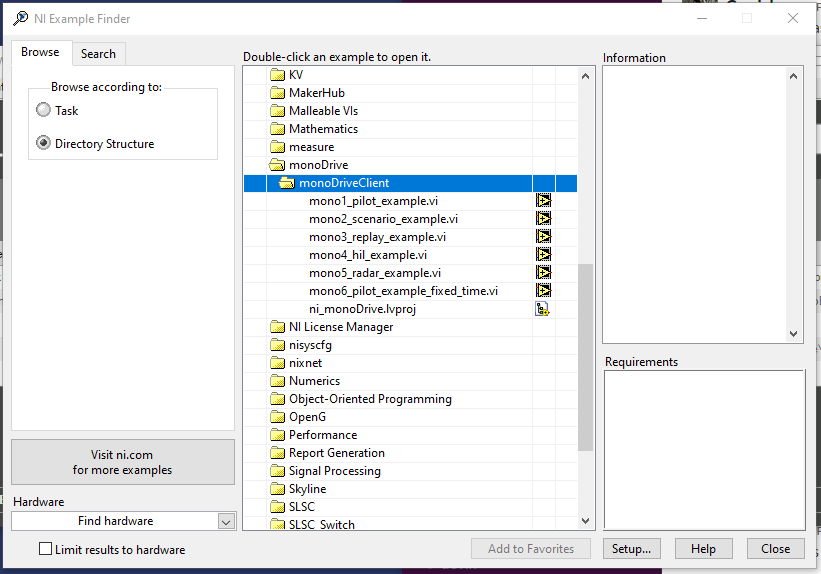 NI Example Finder
Browse
Search
Browse according to:
Task
Directory Structure
Visit ni.com
for more examples
Hardware
Find hardware
Limit results to hardware
Double-click an example to open it.
KV
MakerHub
Malleable VIs
Mathematics
measure
monoDrive
monoDriveClient
mono1_pilot_example.vi
mono2_scenario_example.vi
mono3_replay_example.vi
mono4_hil_example.vi
mono5_radar_example.vi
mono6_pilot_example_fixed_time.vi
ni_monoDrive.lvproj
NI License Manager
nisyscfg
nixnet
Numerics
Object-Oriented Programming
OpenG
Performance
Report Generation
Signal Processing
Skyline
SLSC
SLSC Switch
Information
Requirements
Add to Favorites
Setup...
Help
Close